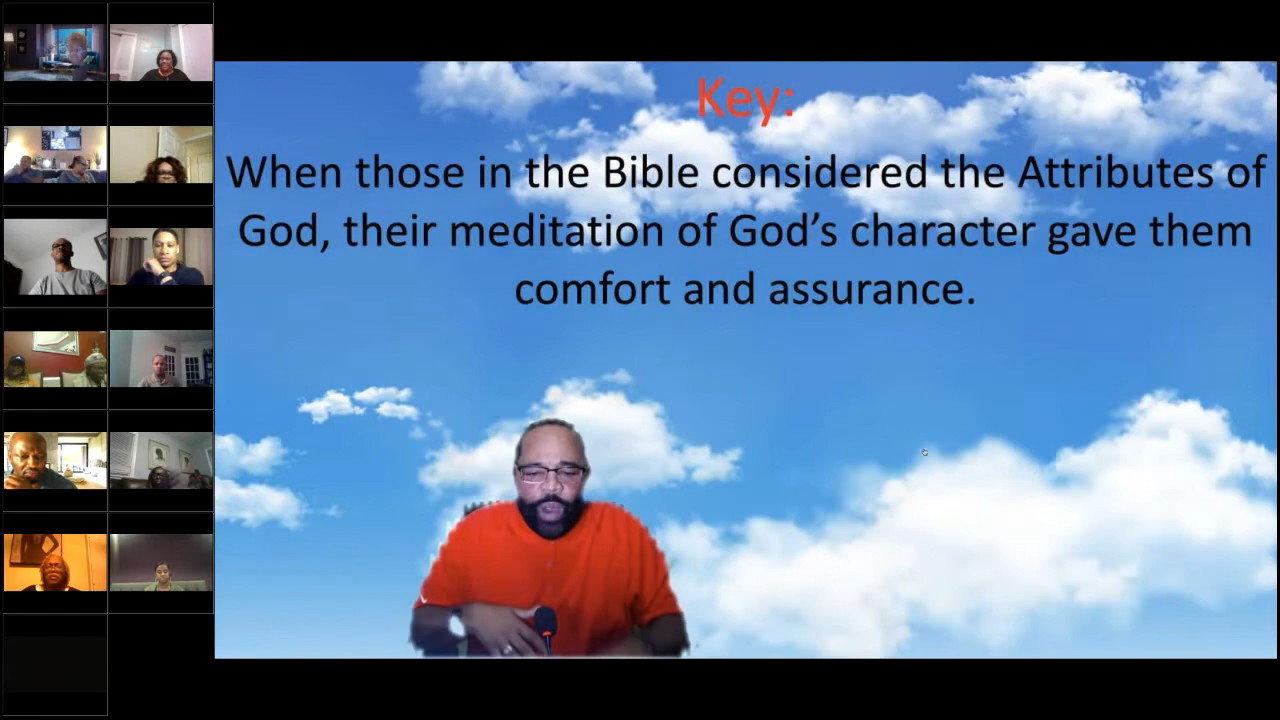 Key:
When those in the Bible considered the Attributes of
God, their meditation of God’s character gave them
comfort and assurance.